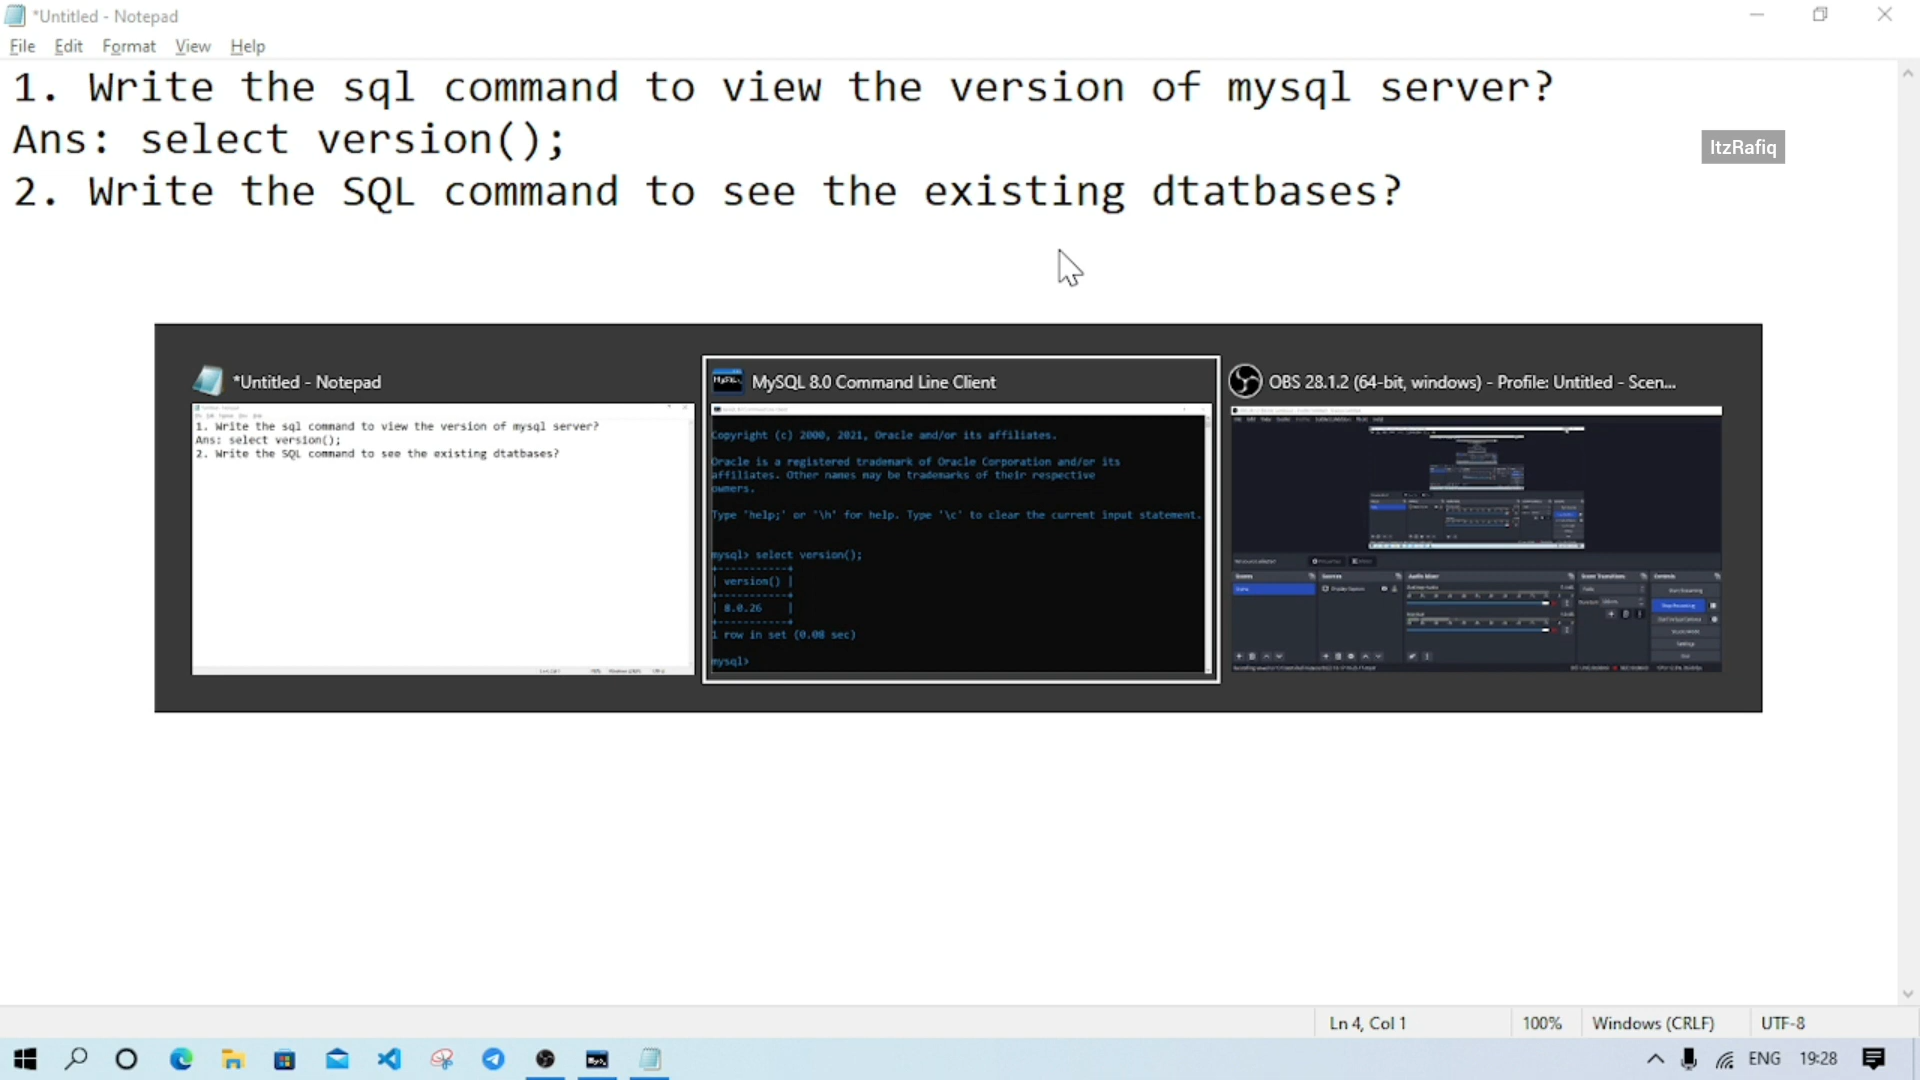 *Untitled - Notepad
File Edit Format View Help
1. Write the sql command to view the version of mysql server?
Ans: select version();
ItzRafiq
2. Write the SQL command to see the existing dtatbases?
*Untitled - Notepad
1. Write the sql command to view the version of mysql server?
Ans: select version();
2. Write the SQL command to see the existing dtatbases?
MySQL 8.0 Command Line Client
Copyright (c) 2000, 2021, Oracle and/or its affiliates.
Oracle is a registered trademark of Oracle Corporation and/or its
affiliates. Other names may be trademarks of their respective
owners.
Type 'help;' or '\h' for help. Type '\c' to clear the current input statement.
mysql> select version();
+-----------+
| version() |
+-----------+
| 8.0.26 |
+-----------+
1 row in set (0.08 sec)
mysql>
OBS 28.1.2 (64-bit, windows) - Profile: Untitled - Scen...
Ln 4, Col 1 100% Windows (CRLF) UTF-8
ENG 19:28